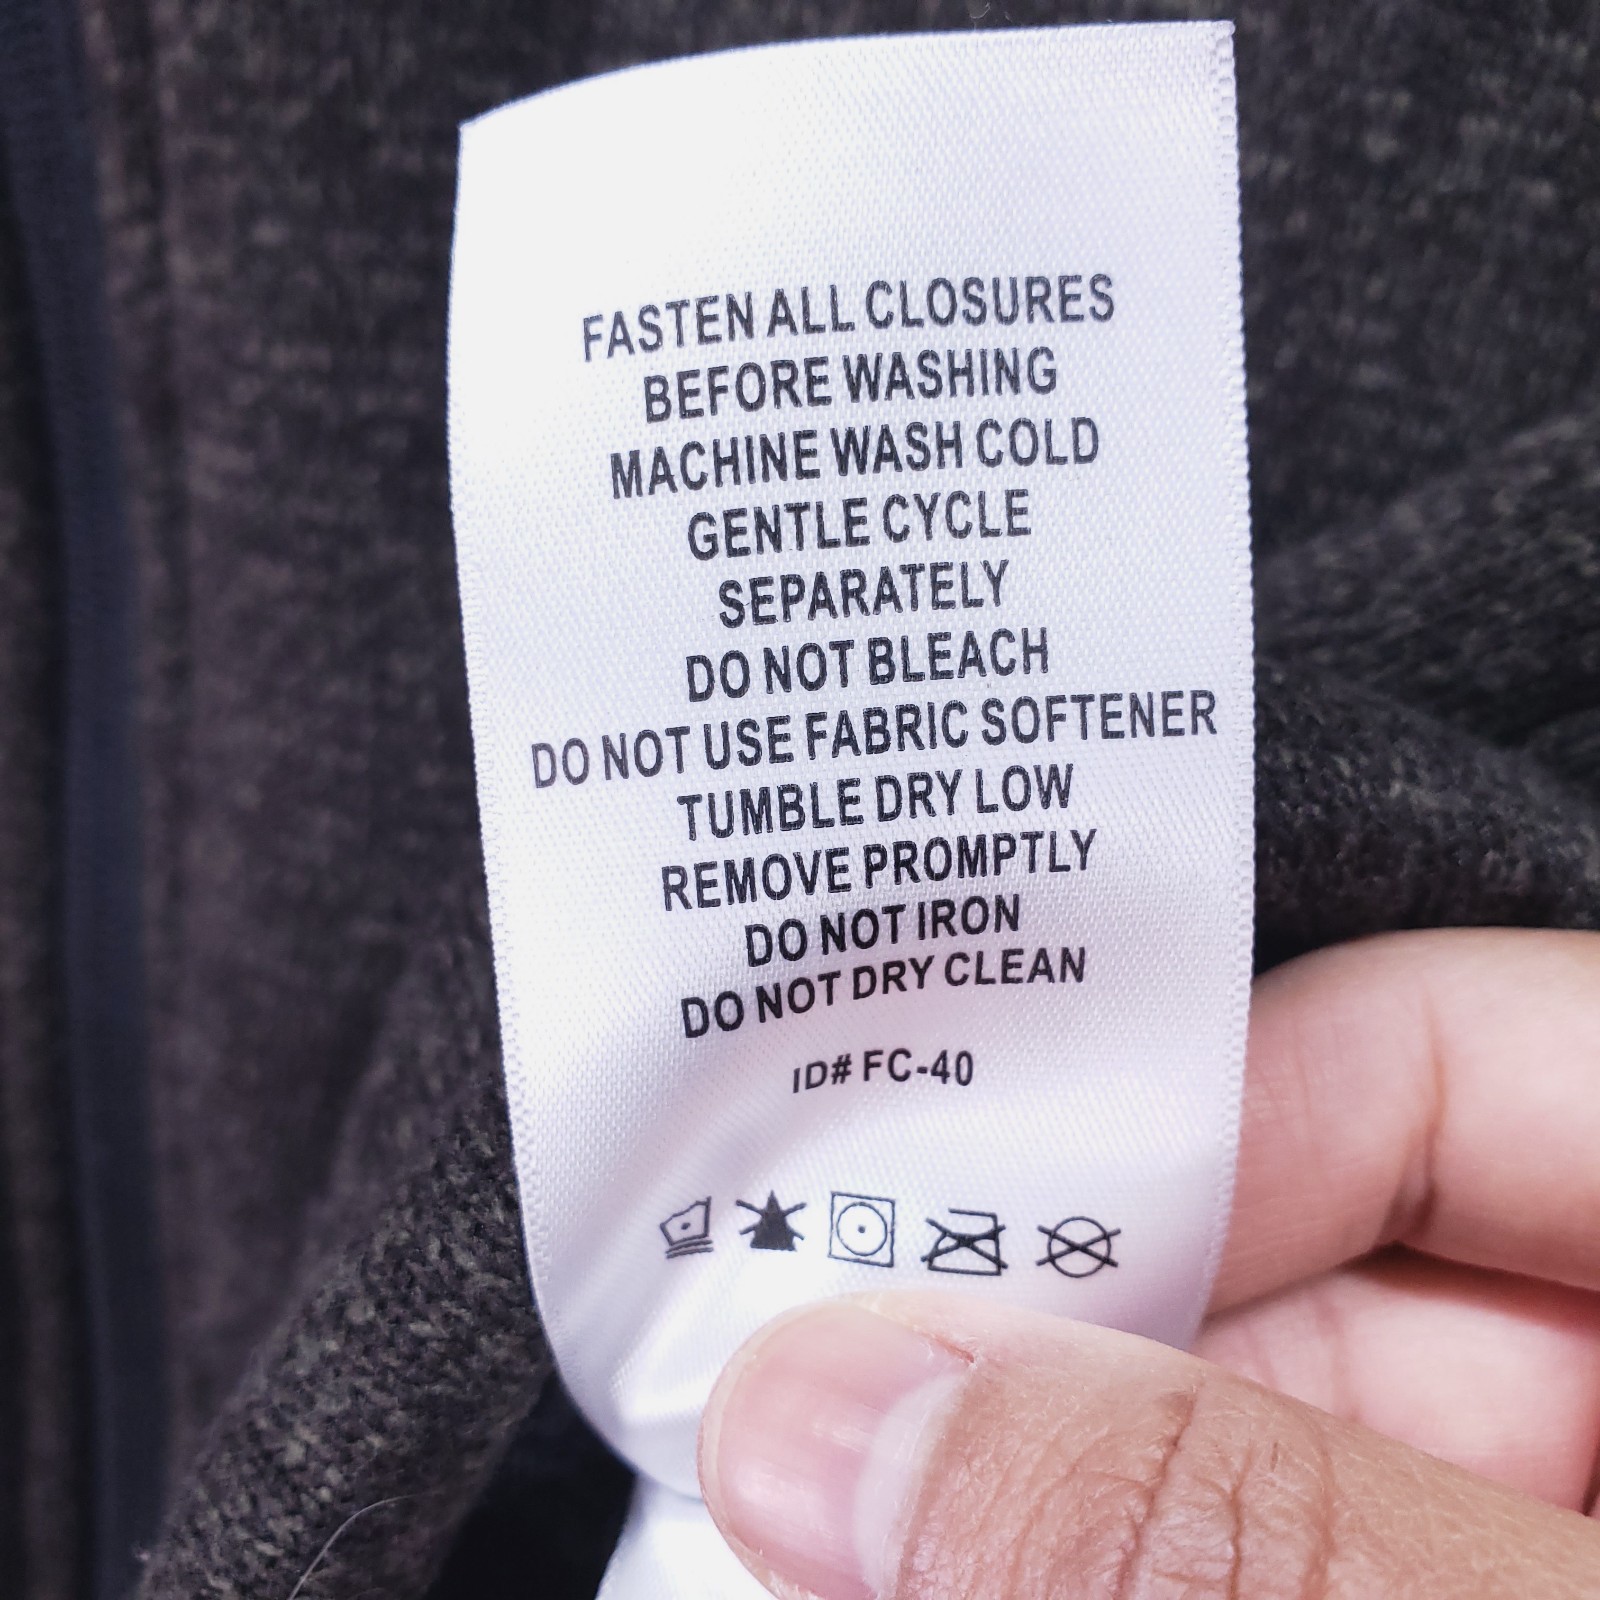 FASTEN ALL CLOSURES
BEFORE WASHING
MACHINE WASH COLD
GENTLE CYCLE
SEPARATELY
DO NOT BLEACH
DO NOT USE FABRIC SOFTENER
TUMBLE DRY LOW
REMOVE PROMPTLY
DO NOT IRON
DO NOT DRY CLEAN
ID# FC-40